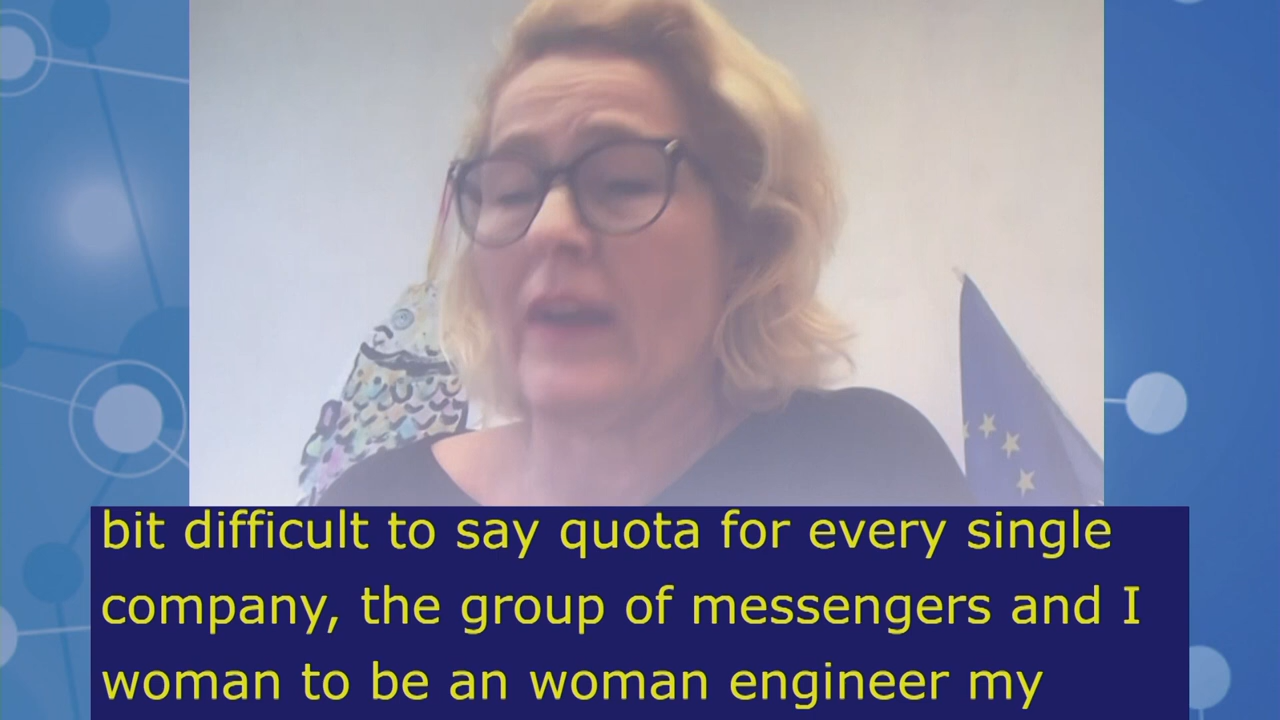 bit difficult to say quota for every single
company, the group of messengers and I
woman to be an woman engineer my